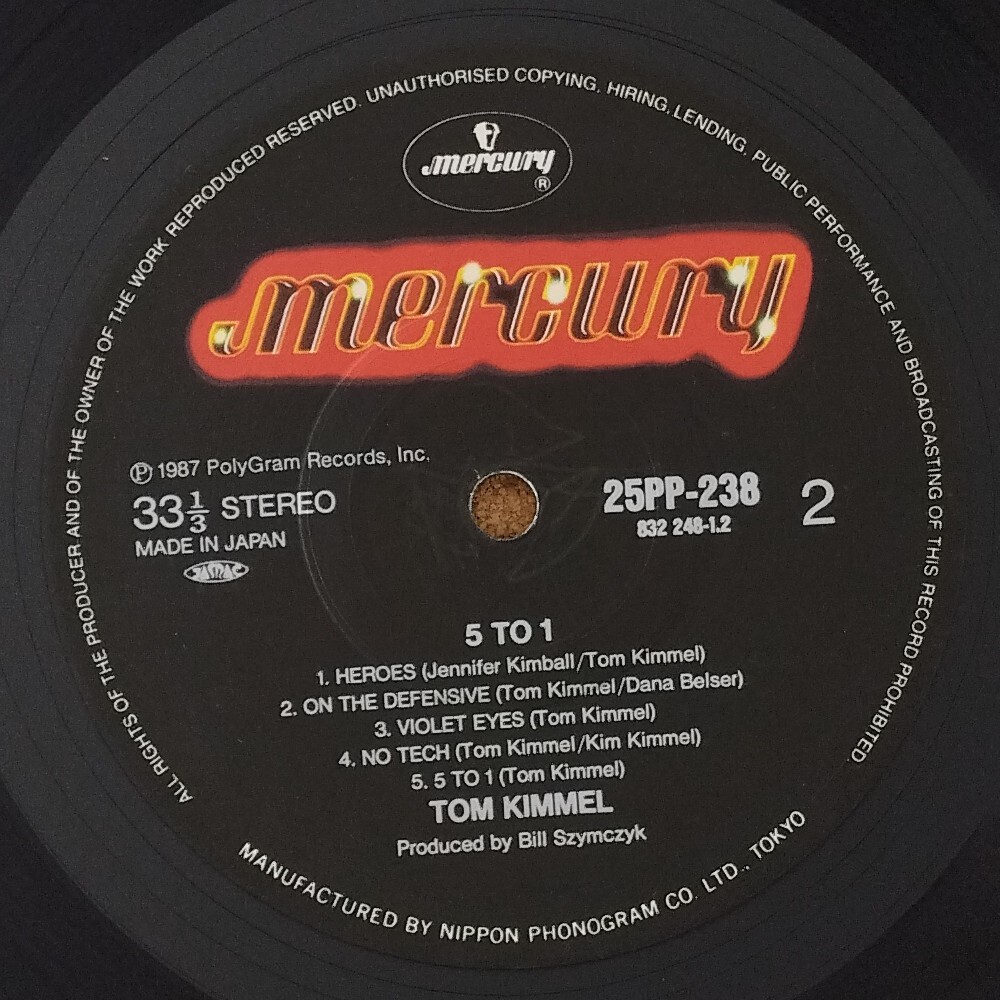 ALL RIGHTS OF THE PRODUCER AND OF THE OWNER OF THE WORK REPRODUCED RESERVED. UNAUTHORISED COPYING, HIRING, LENDING, PUBLIC PERFORMANCE AND BROADCASTING OF THIS RECORD PROHIBITED
mercury
®
mercury
℗ 1987 PolyGram Records, Inc.
33⅓ STEREO
MADE IN JAPAN
JASRAC
25PP-238
832 248-1.2
2
5 TO 1
1. HEROES (Jennifer Kimball/Tom Kimmel)
2. ON THE DEFENSIVE (Tom Kimmel/Dana Belser)
3. VIOLET EYES (Tom Kimmel)
4. NO TECH (Tom Kimmel/Kim Kimmel)
5. 5 TO 1 (Tom Kimmel)
TOM KIMMEL
Produced by Bill Szymczyk
MANUFACTURED BY NIPPON PHONOGRAM CO. LTD., TOKYO